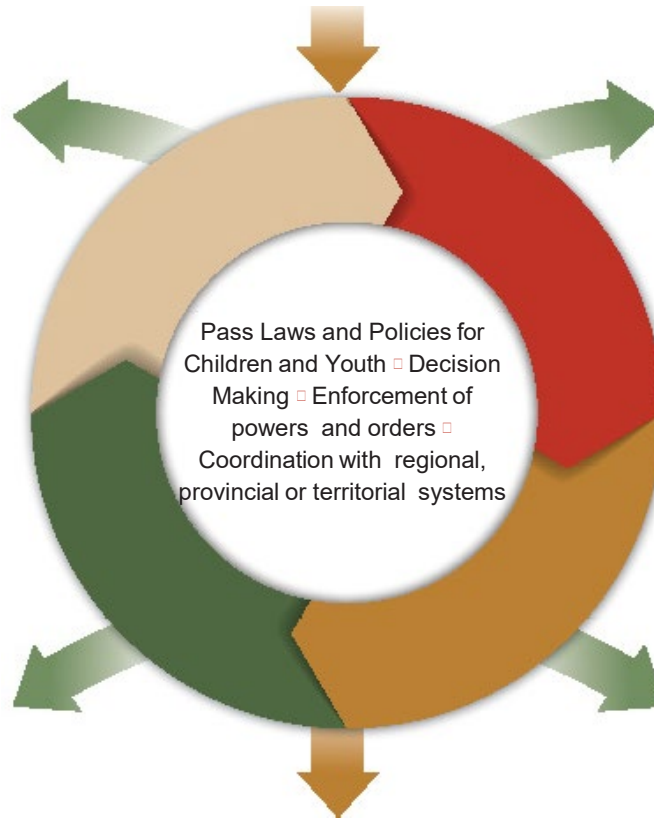 Pass Laws and Policies for
Children and Youth  Decision
Making  Enforcement of
powers and orders 
Coordination with regional,
provincial or territorial systems